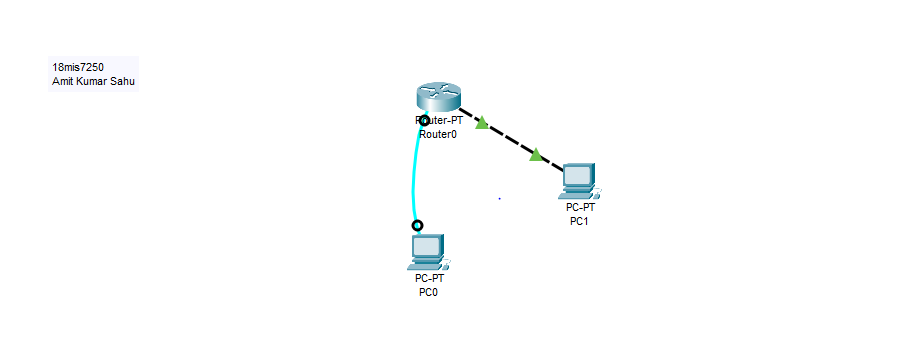 18mis7250
Amit Kumar Sahu
Router-PT
Router0
PC-PT
PC1
PC-PT
PC0